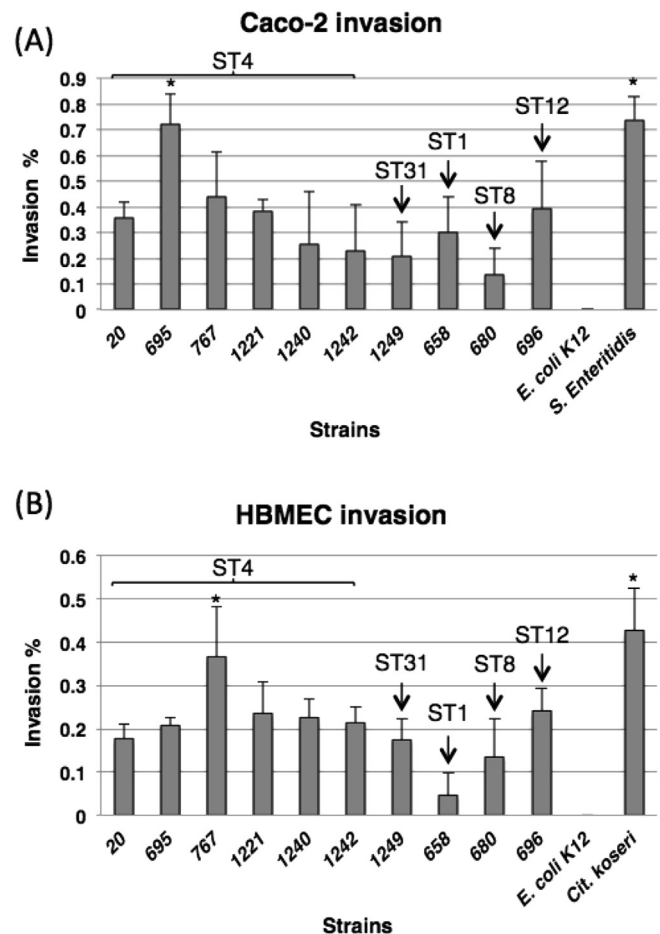 Caco-2 invasion
(A)
ST4
0.9
0.8
0.7
0.6
0.5
0.4
0.3
0.2
0.1
0
Invasion %
*
*
ST31
ST1
ST8
ST12
20
695
767
1221
1240
1242
1249
658
680
696
E. coli K12
S. Enteritidis
Strains
(B)
HBMEC invasion
ST4
0.6
0.5
0.4
0.3
0.2
0.1
0
Invasion %
*
*
ST31
ST1
ST8
ST12
20
695
767
1221
1240
1242
1249
658
680
696
E. coli K12
Cit. koseri
Strains